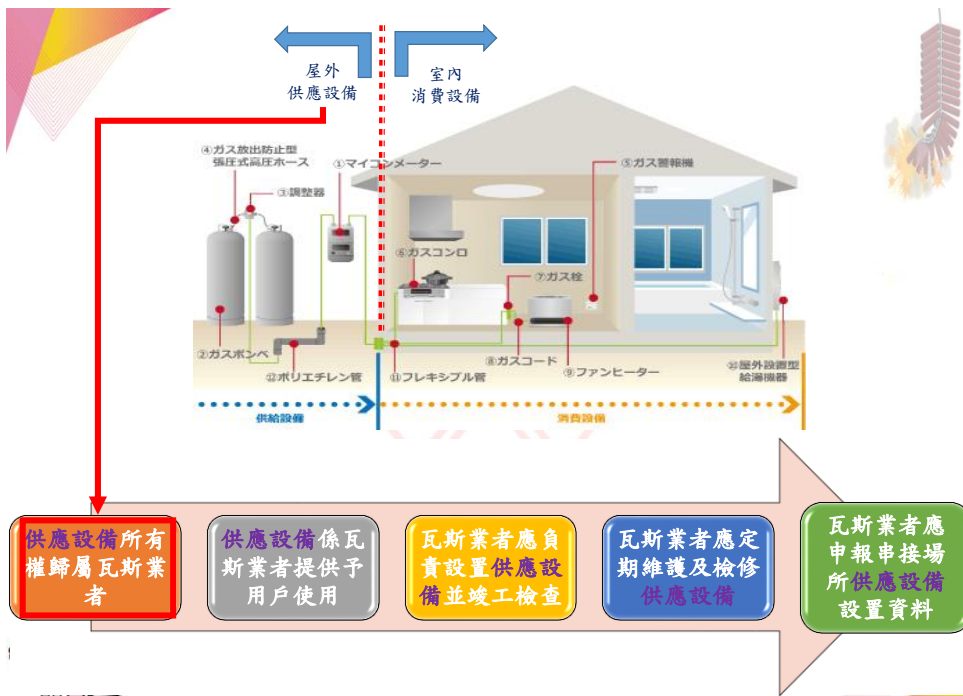 屋外
供應設備
室內
消費設備
④ガス放出防止型
張圧式高圧ホース
①マイコンメーター
⑤ガス警報機
③調整器
⑥ガスコンロ
⑦ガス栓
②ガスボンベ
⑫ポリエチレン管
⑪フレキシブル管
⑧ガスコード
⑨ファンヒーター
⑩屋外設置型
給湯機器
供給設備
消費設備
供應設備所有
權歸屬瓦斯業
者
供應設備係瓦
斯業者提供予
用戶使用
瓦斯業者應負
責設置供應設
備並竣工檢查
瓦斯業者應定
期維護及檢修
供應設備
瓦斯業者應
申報串接場
所供應設備
設置資料